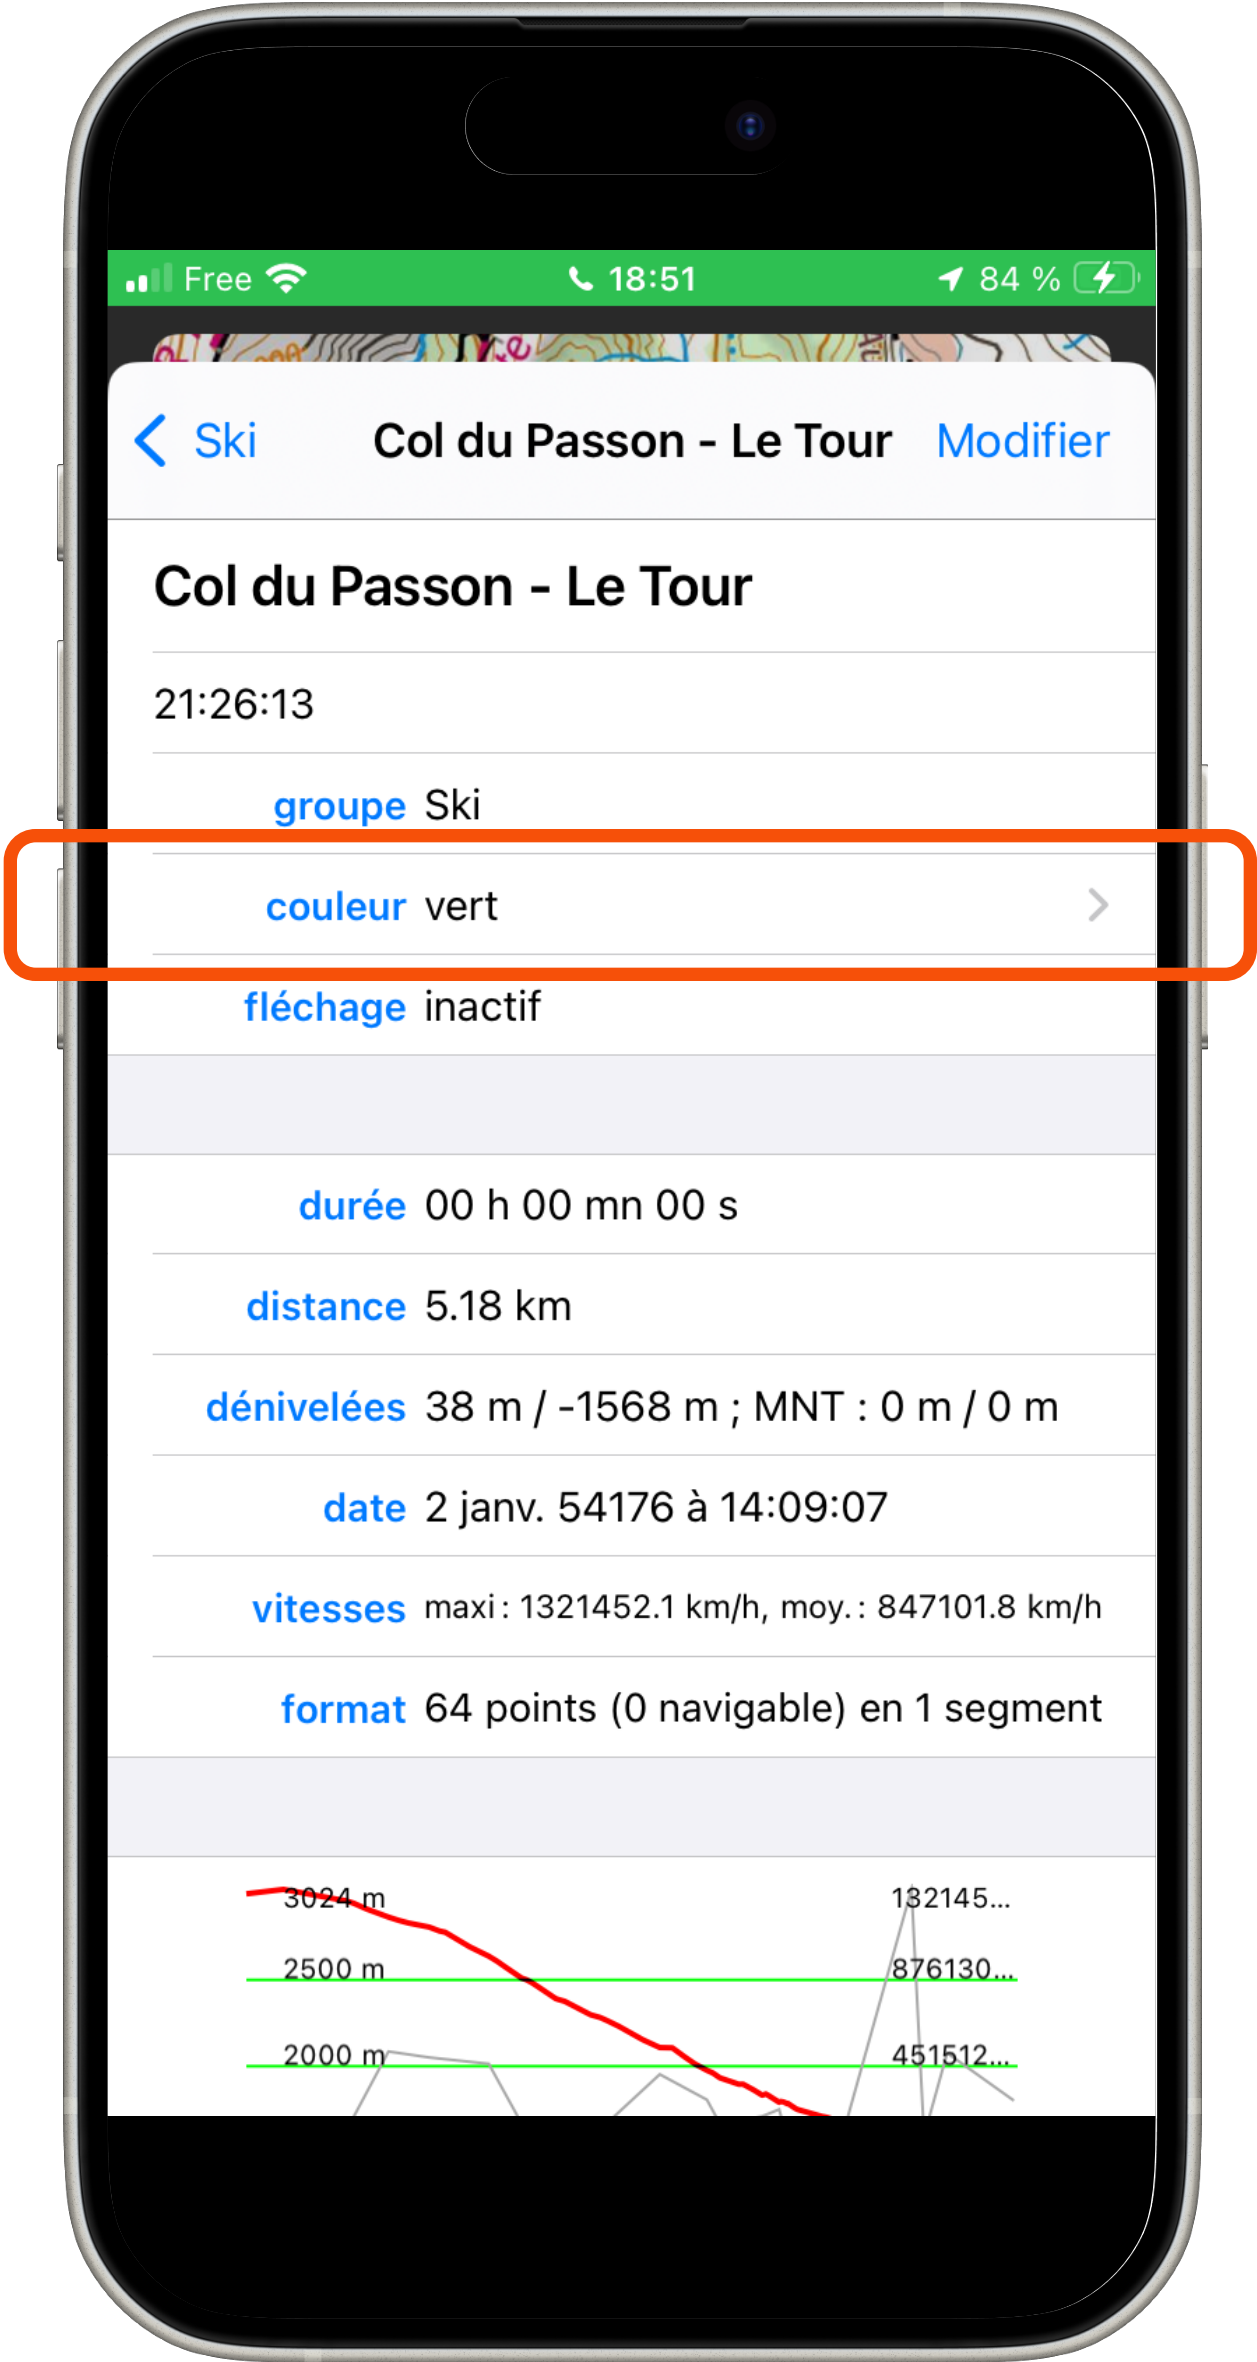 Free 18:51 84 %
Ski Col du Passon - Le Tour Modifier
Col du Passon - Le Tour
21:26:13
groupe Ski
couleur vert
fléchage inactif
durée 00 h 00 mn 00 s
distance 5.18 km
dénivelées 38 m / -1568 m ; MNT : 0 m / 0 m
date 2 janv. 54176 à 14:09:07
vitesses maxi : 1321452.1 km/h, moy. : 847101.8 km/h
format 64 points (0 navigable) en 1 segment
3024 m 132145...
2500 m 876130...
2000 m 451512...